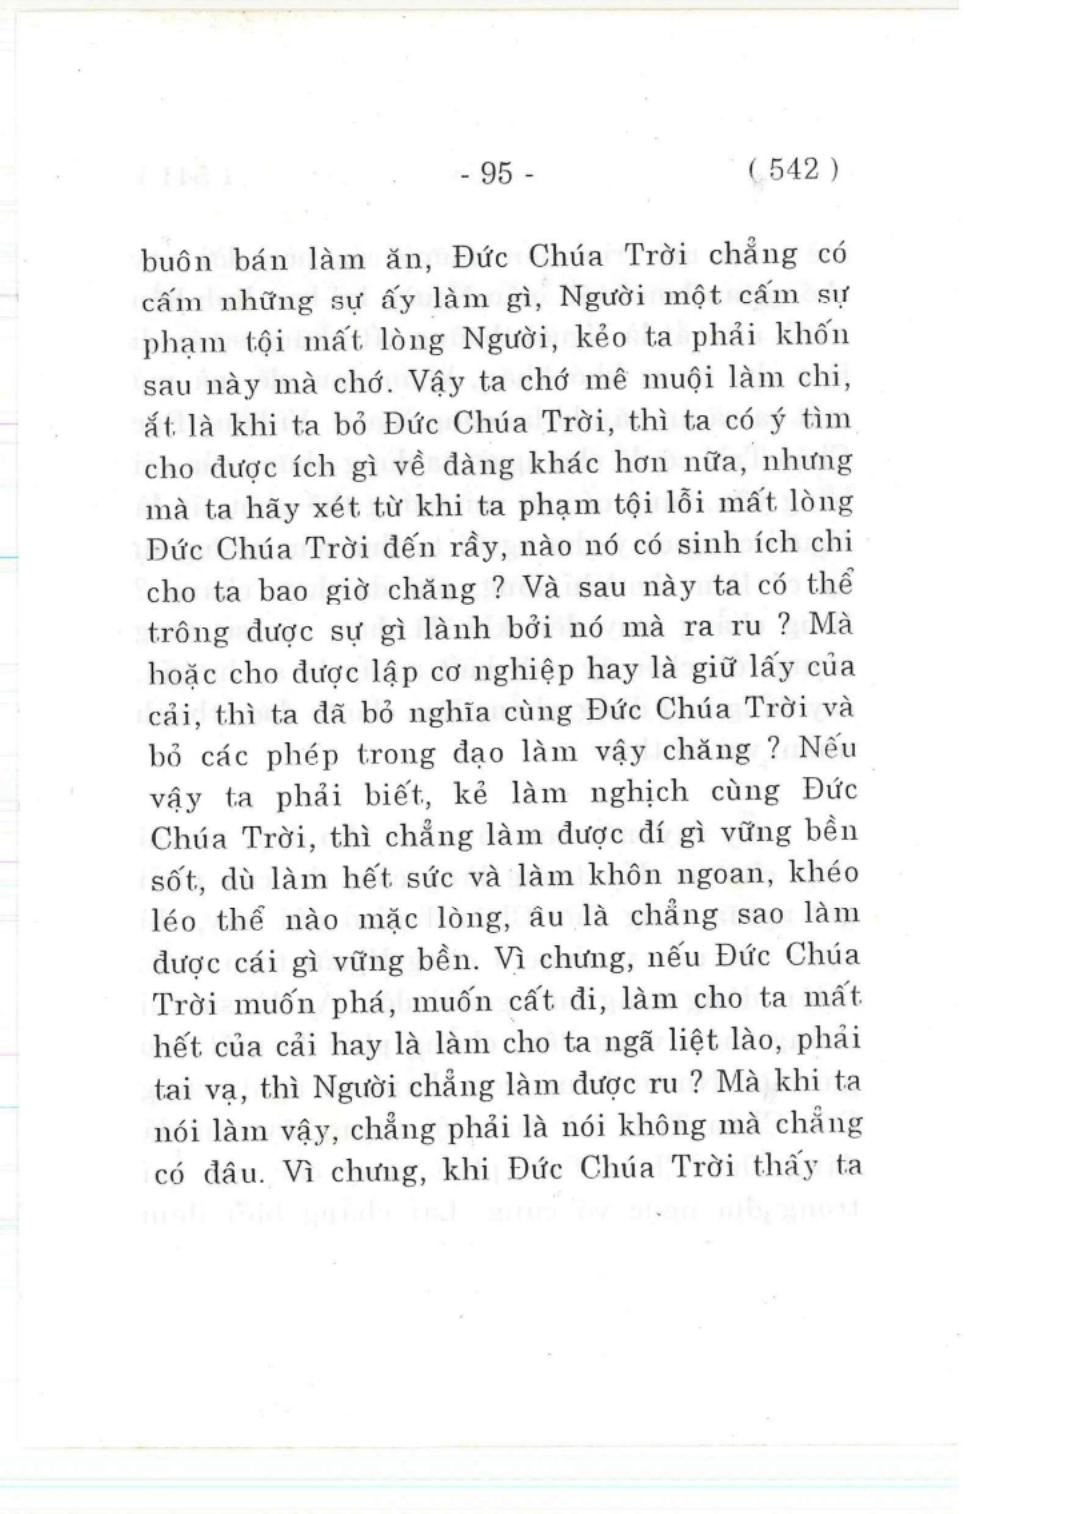 - 95 - ( 542 )
buôn bán làm ăn, Đức Chúa Trời chẳng có
cấm những sự ấy làm gì, Người một cấm sự
phạm tội mất lòng Người, kẻo ta phải khốn
sau này mà chớ. Vậy ta chớ mê muội làm chi,
ắt là khi ta bỏ Đức Chúa Trời, thì ta có ý tìm
cho được ích gì về đàng khác hơn nữa, nhưng
mà ta hãy xét từ khi ta phạm tội lỗi mất lòng
Đức Chúa Trời đến rầy, nào nó có sinh ích chi
cho ta bao giờ chăng ? Và sau này ta có thể
trông được sự gì lành bởi nó mà ra ru ? Mà
hoặc cho được lập cơ nghiệp hay là giữ lấy của
cải, thì ta đã bỏ nghĩa cùng Đức Chúa Trời và
bỏ các phép trong đạo làm vậy chăng ? Nếu
vậy ta phải biết, kẻ làm nghịch cùng Đức
Chúa Trời, thì chẳng làm được đí gì vững bền
sốt, dù làm hết sức và làm khôn ngoan, khéo
léo thể nào mặc lòng, âu là chẳng sao làm
được cái gì vững bền. Vì chưng, nếu Đức Chúa
Trời muốn phá, muốn cất đi, làm cho ta mất
hết của cải hay là làm cho ta ngã liệt lào, phải
tai vạ, thì Người chẳng làm được ru ? Mà khi ta
nói làm vậy, chẳng phải là nói không mà chẳng
có đâu. Vì chưng, khi Đức Chúa Trời thấy ta